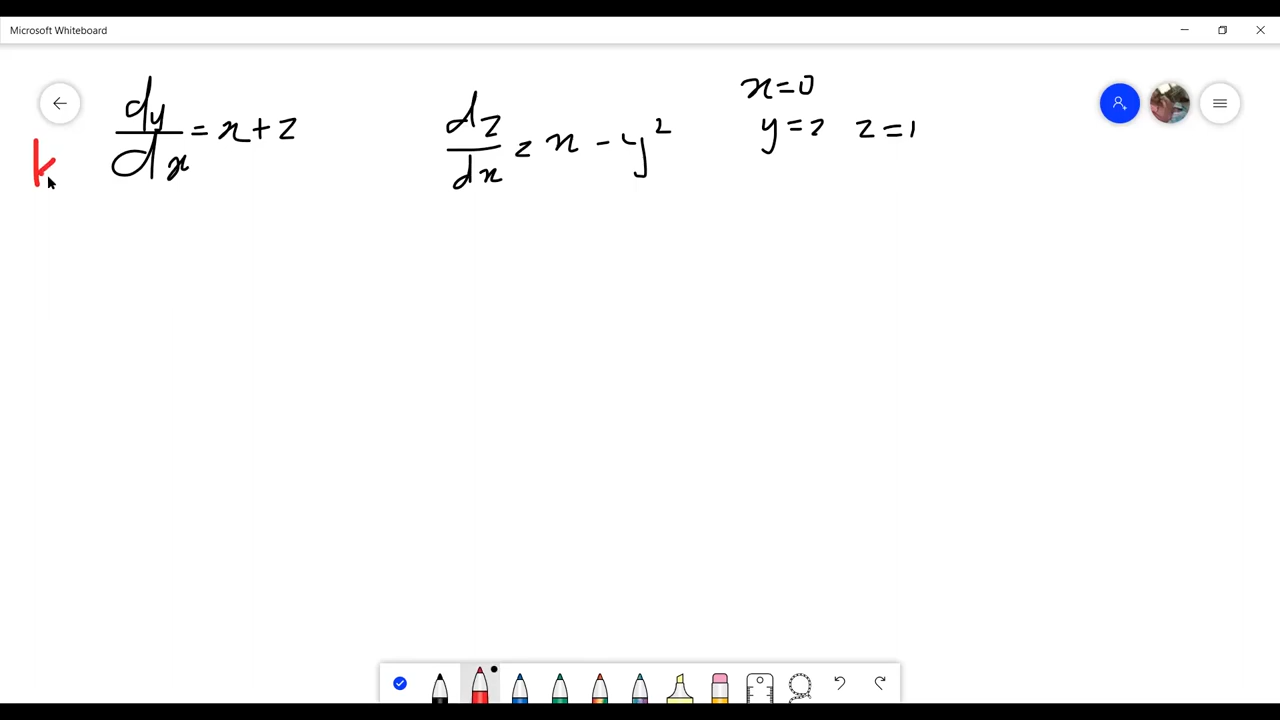 Microsoft Whiteboard
dy/dx = x + z
dz/dx = x - y²
x = 0
y = 2 z = 1
k